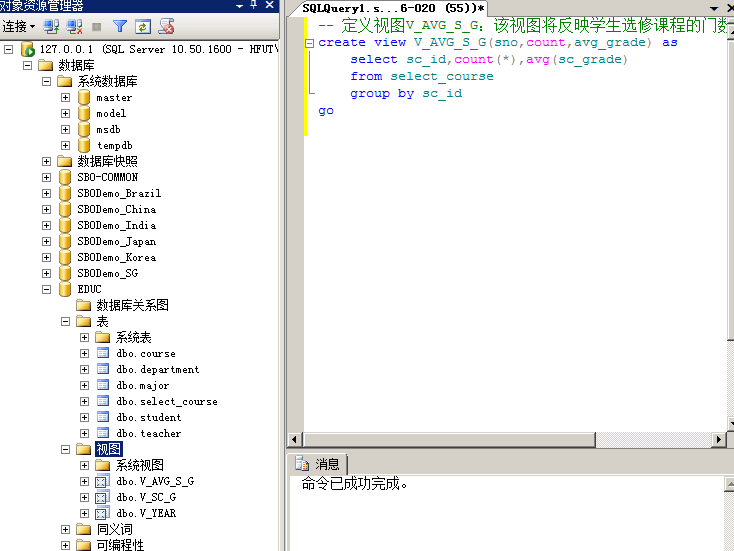 对象资源管理器
连接
127.0.0.1 (SQL Server 10.50.1600 - HFUT\
数据库
系统数据库
master
model
msdb
tempdb
数据库快照
SBO-COMMON
SBODemo_Brazil
SBODemo_China
SBODemo_India
SBODemo_Japan
SBODemo_Korea
SBODemo_SG
EDUC
数据库关系图
表
系统表
dbo.course
dbo.department
dbo.major
dbo.select_course
dbo.student
dbo.teacher
视图
系统视图
dbo.V_AVG_S_G
dbo.V_SC_G
dbo.V_YEAR
同义词
可编程性
SQLQuery1.s...6-020 (55))*
-- 定义视图V_AVG_S_G：该视图将反映学生选修课程的门数
create view V_AVG_S_G(sno,count,avg_grade) as
select sc_id,count(*),avg(sc_grade)
from select_course
group by sc_id
go
消息
命令已成功完成。